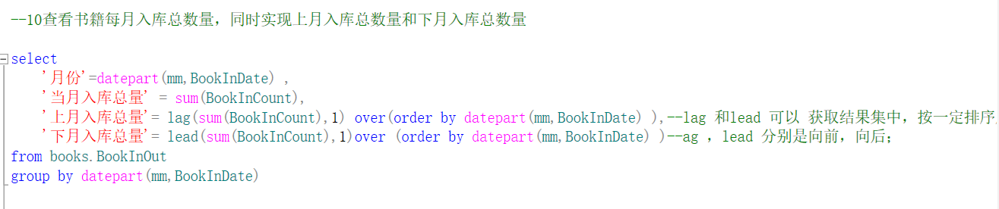 --10查看书籍每月入库总数量，同时实现上月入库总数量和下月入库总数量
select
'月份'=datepart(mm,BookInDate) ,
'当月入库总量' = sum(BookInCount),
'上月入库总量'= lag(sum(BookInCount),1) over(order by datepart(mm,BookInDate) ),--lag 和lead 可以 获取结果集中，按一定排序
'下月入库总量'= lead(sum(BookInCount),1)over (order by datepart(mm,BookInDate) )--ag ，lead 分别是向前，向后；
from books.BookInOut
group by datepart(mm,BookInDate)